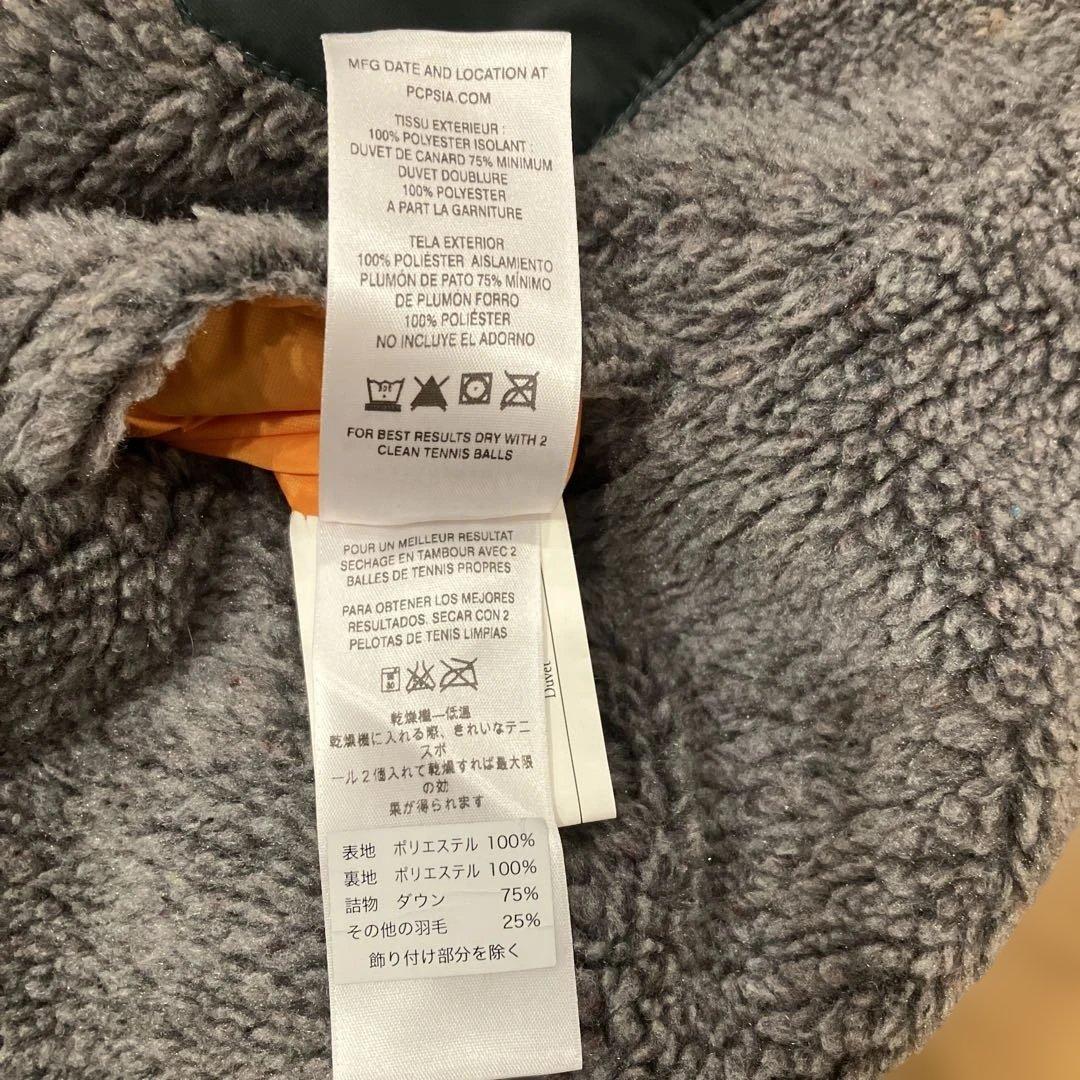 MFG DATE AND LOCATION AT
PCPSIA.COM
TISSU EXTERIEUR :
100% POLYESTER ISOLANT :
DUVET DE CANARD 75% MINIMUM
DUVET DOUBLURE
100% POLYESTER
A PART LA GARNITURE
TELA EXTERIOR
100% POLIÉSTER AISLAMIENTO
PLUMÓN DE PATO 75% MÍNIMO
DE PLUMÓN FORRO
100% POLIÉSTER
NO INCLUYE EL ADORNO
FOR BEST RESULTS DRY WITH 2
CLEAN TENNIS BALLS
POUR UN MEILLEUR RESULTAT
SECHAGE EN TAMBOUR AVEC 2
BALLES DE TENNIS PROPRES
PARA OBTENER LOS MEJORES
RESULTADOS. SECAR CON 2
PELOTAS DE TENIS LIMPIAS
乾燥機—低温
乾燥機に入れる際、きれいなテニ
スボ
ール2個入れて乾燥すれば最大限
の効
果が得られます
表地 ポリエステル 100%
裏地 ポリエステル 100%
詰物 ダウン 75%
その他の羽毛 25%
飾り付け部分を除く
Duvet